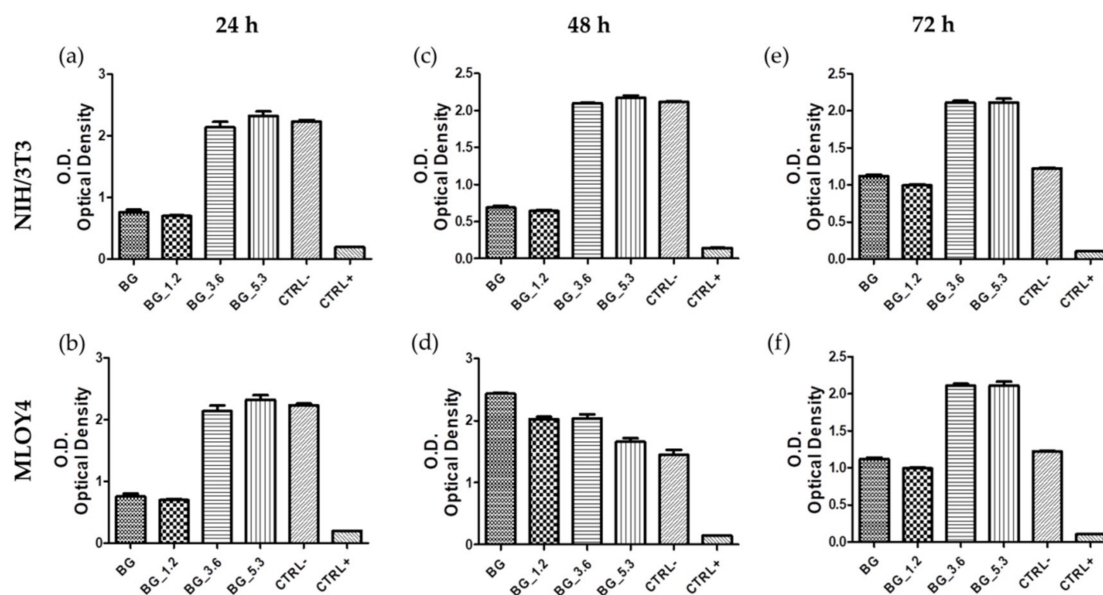 24 h
48 h
72 h
NIH/3T3
MLOY4
(a)
O.D.
Optical Density
3
2
1
0
BG
BG_1.2
BG_3.6
BG_5.3
CTRL-
CTRL+
(c)
O.D.
Optical Density
2.5
2.0
1.5
1.0
0.5
0.0
BG
BG_1.2
BG_3.6
BG_5.3
CTRL-
CTRL+
(e)
O.D.
Optical Density
2.5
2.0
1.5
1.0
0.5
0.0
BG
BG_1.2
BG_3.6
BG_5.3
CTRL-
CTRL+
(b)
O.D.
Optical Density
3
2
1
0
BG
BG_1.2
BG_3.6
BG_5.3
CTRL-
CTRL+
(d)
O.D.
Optical Density
3
2
1
0
BG
BG_1.2
BG_3.6
BG_5.3
CTRL-
CTRL+
(f)
O.D.
Optical Density
2.5
2.0
1.5
1.0
0.5
0.0
BG
BG_1.2
BG_3.6
BG_5.3
CTRL-
CTRL+